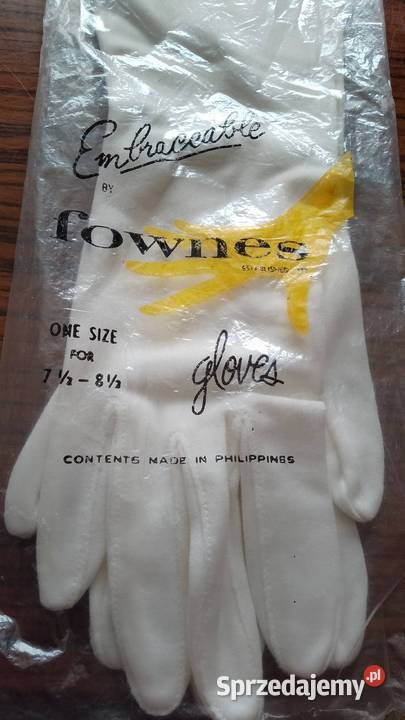 Embraceable
BY
fownes
ESTABLISHED
ONE SIZE
FOR
7 ½ - 8 ½
gloves
CONTENTS MADE IN PHILIPPINES
Sprzedajemy.pl